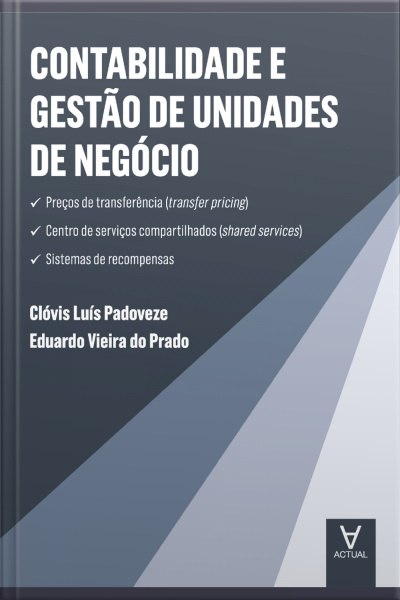 CONTABILIDADE E
GESTÃO DE UNIDADES
DE NEGÓCIO
✓ Preços de transferência (transfer pricing)
✓ Centro de serviços compartilhados (shared services)
✓ Sistemas de recompensas
Clóvis Luís Padoveze
Eduardo Vieira do Prado
ACTUAL